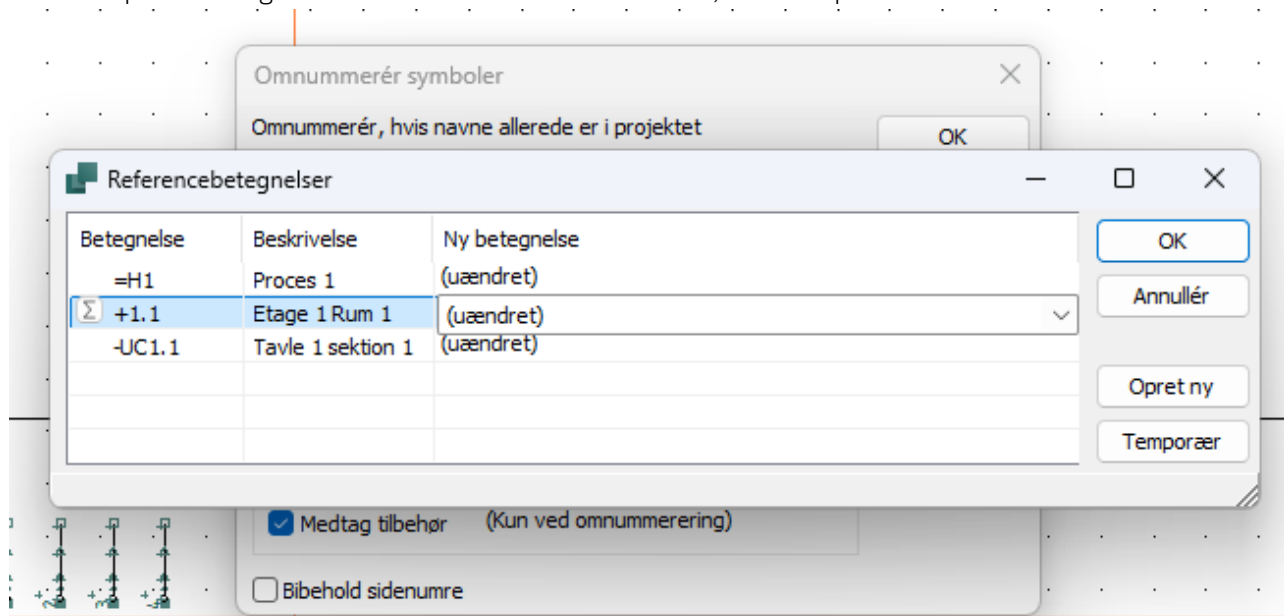 Omnummerér symboler
Omnummerér, hvis navne allerede er i projektet
OK
Referencebetegnelser
Betegnelse Beskrivelse Ny betegnelse
=H1 Proces 1 (uændret)
Σ +1.1 Etage 1 Rum 1 (uændret)
-UC1.1 Tavle 1 sektion 1 (uændret)
OK
Annullér
Opret ny
Temporær
Medtag tilbehør (Kun ved omnummerering)
Bibehold sidenumre